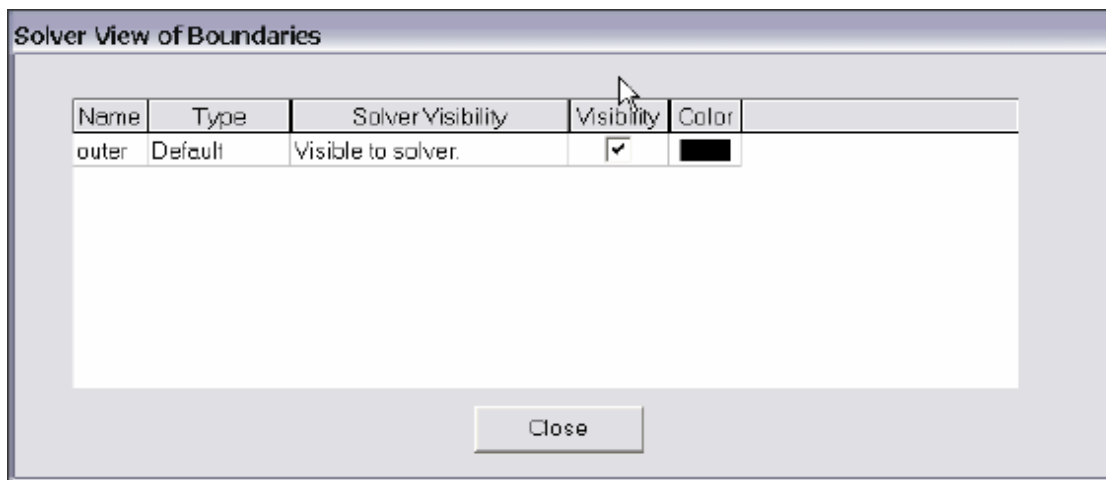 Solver View of Boundaries
Name Type Solver Visibility Visibility Color
outer Default Visible to solver.
Close